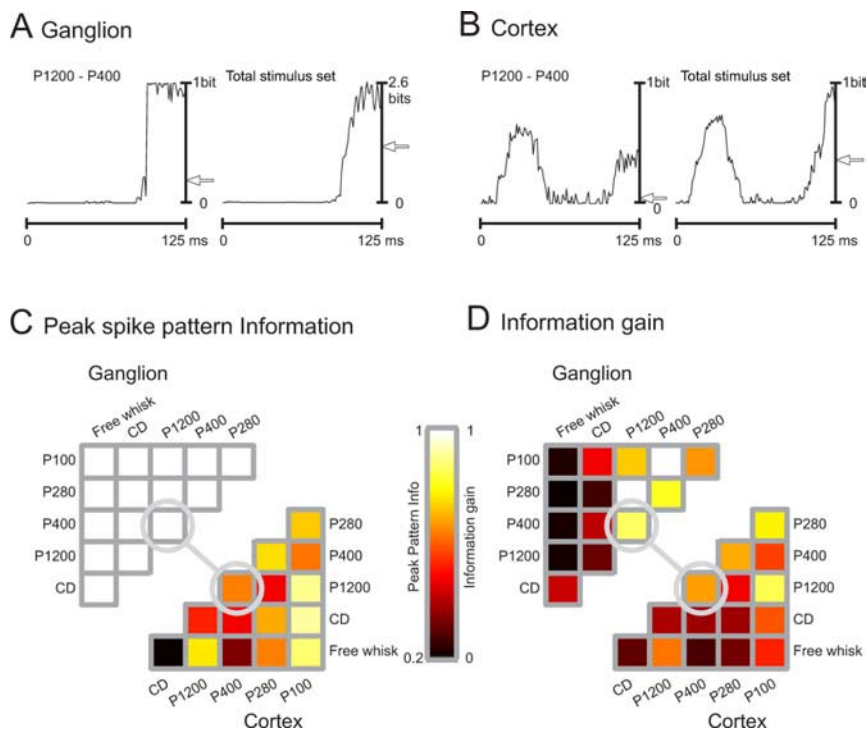 A Ganglion
P1200 - P400
1bit
0
0
125 ms
Total stimulus set
2.6
bits
0
0
125 ms
B Cortex
P1200 - P400
1bit
0
0
125 ms
Total stimulus set
1bit
0
0
125 ms
C Peak spike pattern Information
Ganglion
Free whisk
CD
P1200
P400
P280
P100
P280
P400
P1200
CD
P280
P400
P1200
CD
Free whisk
CD
P1200
P400
P280
P100
Cortex
1
1
Peak Pattern Info
Information gain
0.2
0
D Information gain
Ganglion
Free whisk
CD
P1200
P400
P280
P100
P280
P400
P1200
CD
P280
P400
P1200
CD
Free whisk
CD
P1200
P400
P280
P100
Cortex